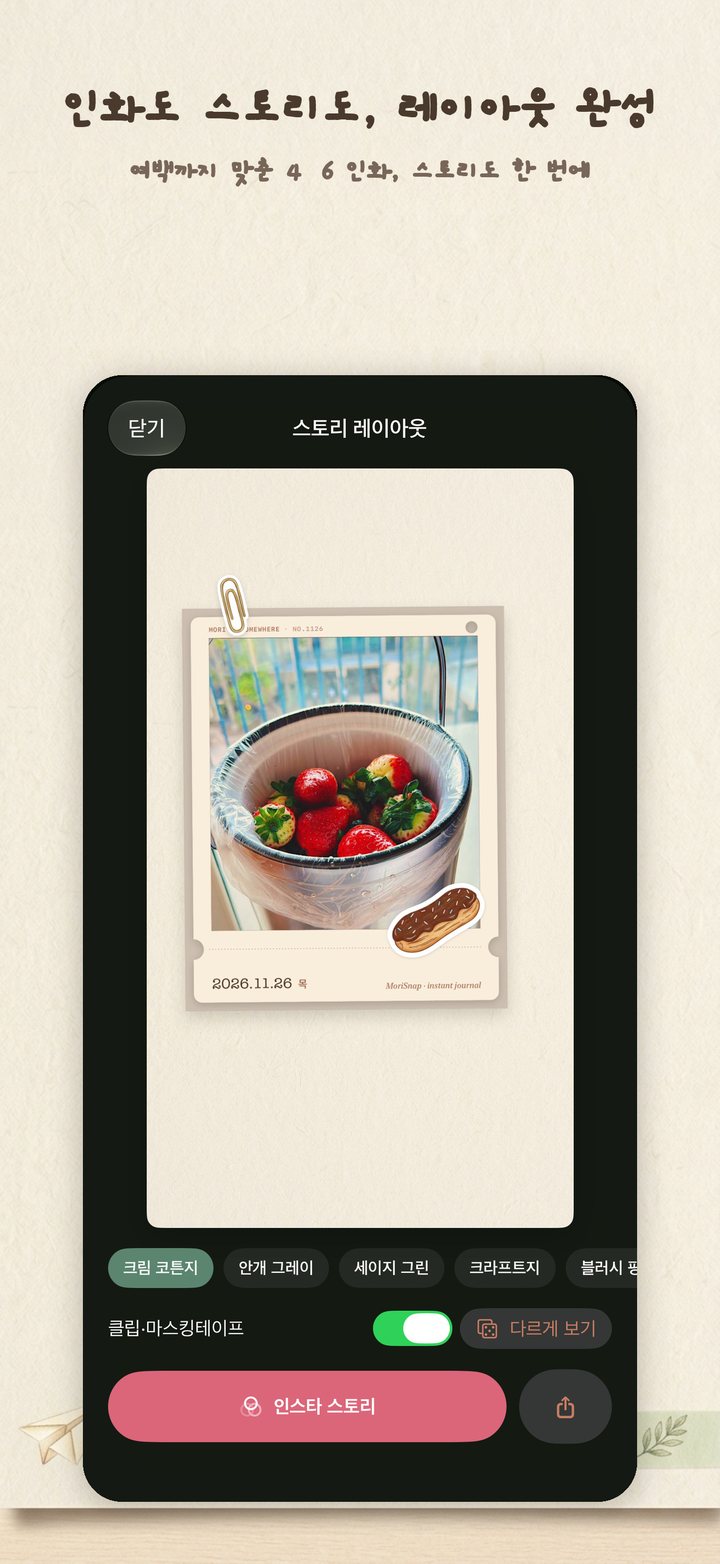 인화도 스토리도, 레이아웃 완성
여백까지 맞춘 4 6 인화, 스토리도 한 번에
닫기
스토리 레이아웃
MORI OMEWHERE · NO.1126
2026.11.26 목
MoriSnap · instant journal
크림 코튼지
안개 그레이
세이지 그린
크라프트지
블러시
클립·마스킹테이프
다르게 보기
인스타 스토리